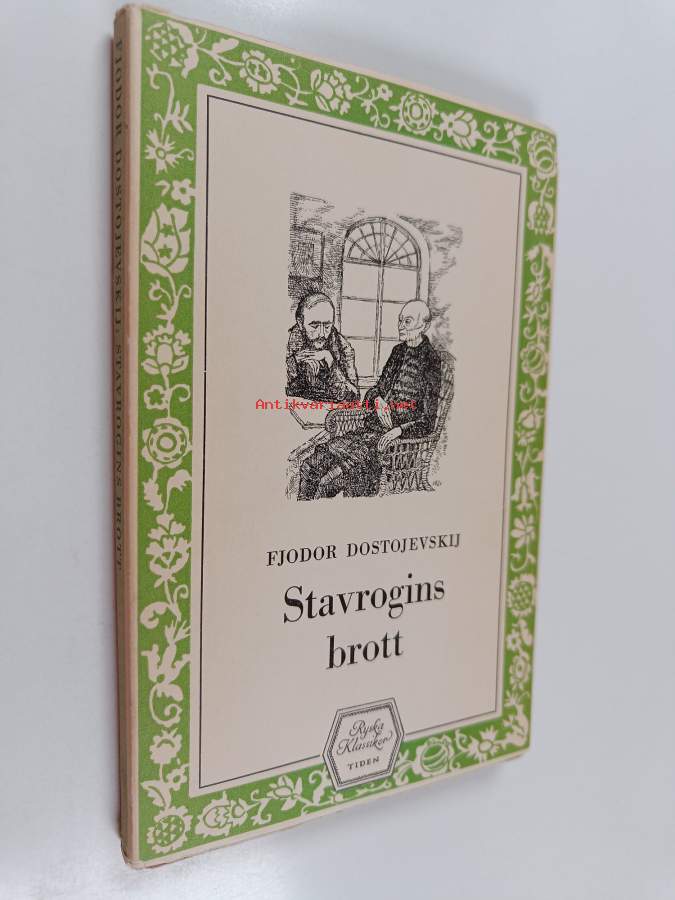 FJODOR DOSTOJEVSKIJ: STAVROGINS BROTT
Antikvariaatti.net
FJODOR DOSTOJEVSKIJ
Stavrogins
brott
Ryska
Klassiker
TIDEN